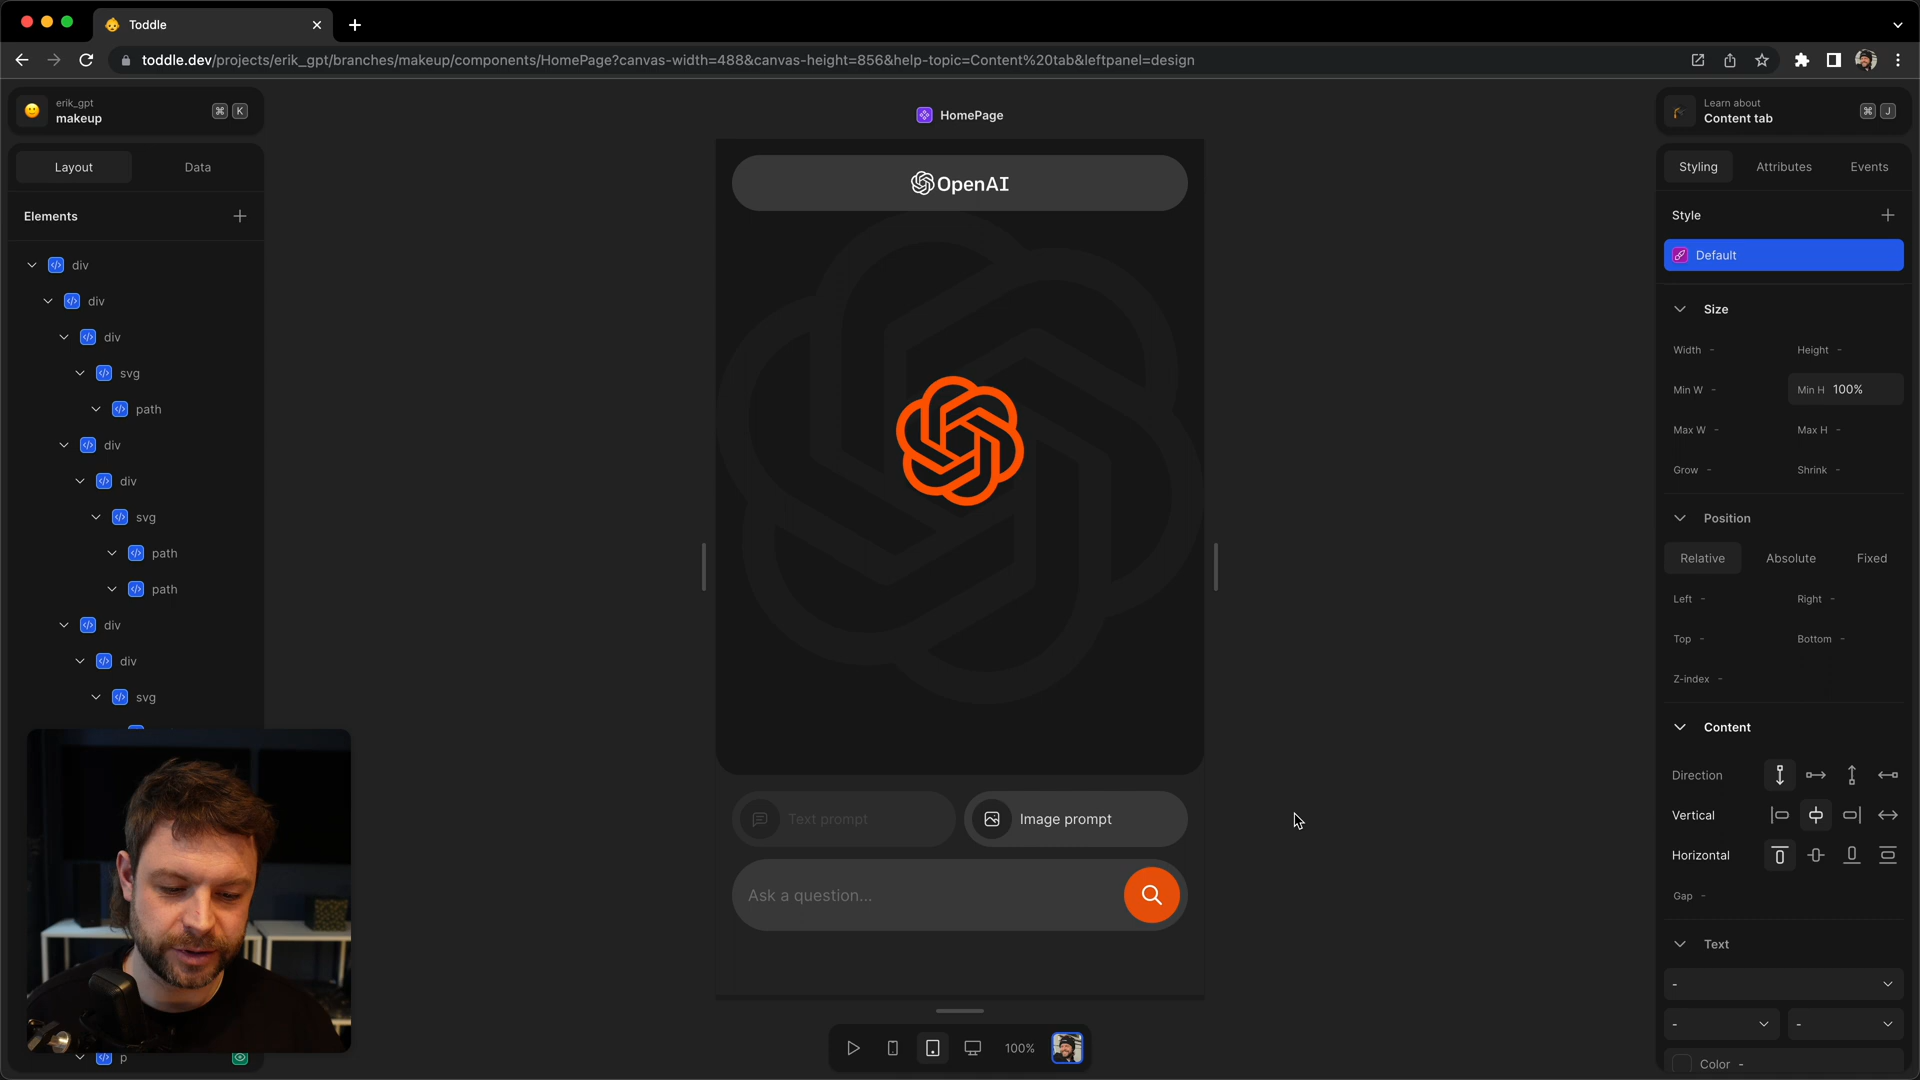 Toddle
toddle.dev/projects/erik_gpt/branches/makeup/components/HomePage?canvas-width=488&canvas-height=856&help-topic=Content%20tab&leftpanel=design
erik_gpt
makeup
⌘ K
HomePage
Learn about
Content tab
⌘ J
Layout
Data
Elements
div
div
div
svg
path
div
div
svg
path
path
div
div
svg
p
OpenAI
Text prompt
Image prompt
Ask a question...
100%
Styling
Attributes
Events
Style
Default
Size
Width -
Height -
Min W -
Min H 100%
Max W -
Max H -
Grow -
Shrink -
Position
Relative
Absolute
Fixed
Left -
Right -
Top -
Bottom -
Z-index -
Content
Direction
Vertical
Horizontal
Gap -
Text
-
-
-
Color -